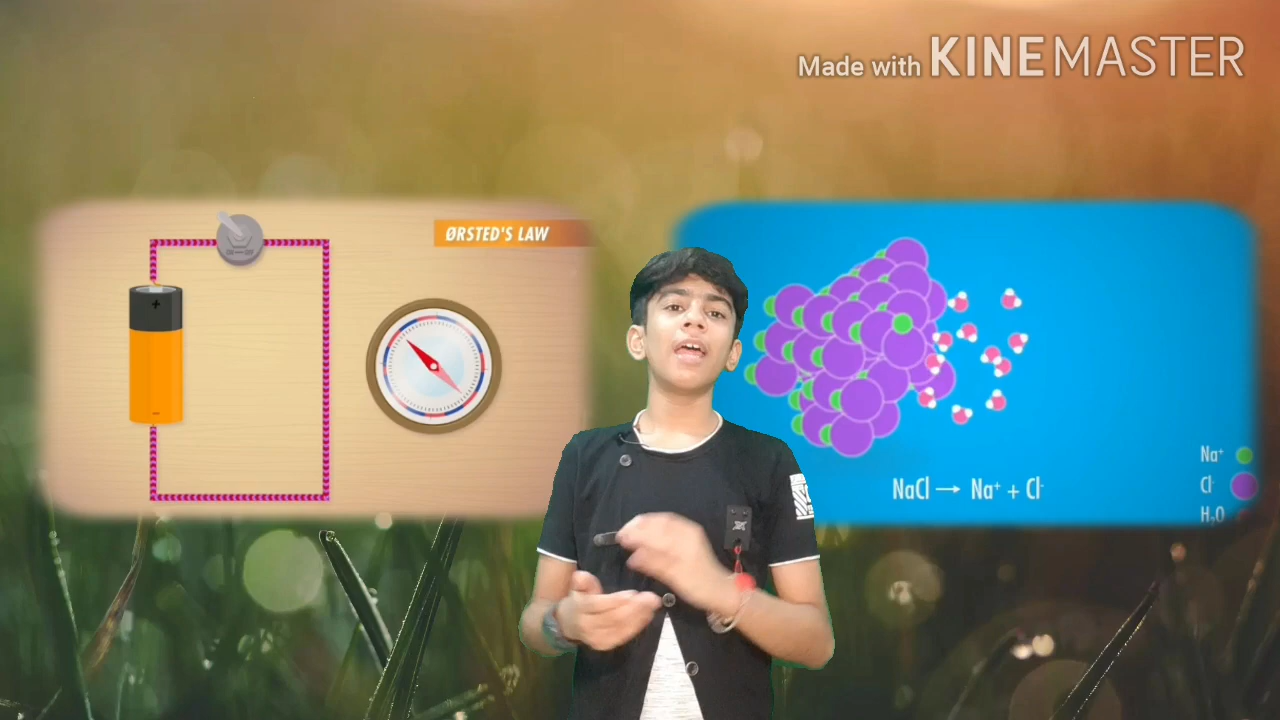 Made with KINEMASTER
ØRSTED'S LAW
+
-
NaCl → Na⁺ + Cl⁻
Na⁺
Cl⁻
H₂O